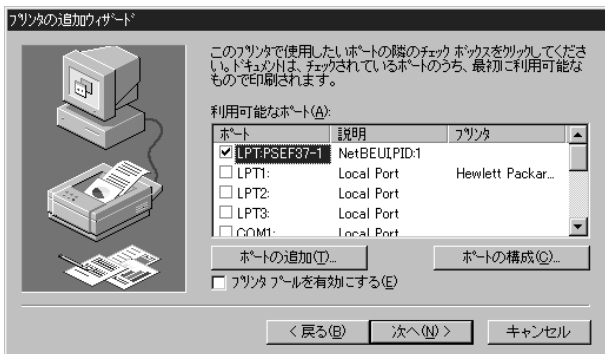 プリンタの追加ウィザード
このプリンタで使用したいポートの隣のチェック ボックスをクリックしてくださ
い。ドキュメントは、チェックされているポートのうち、最初に利用可能な
もので印刷されます。
利用可能なポート(A):
ポート 説明 プリンタ
LPT:PSEF37-1 NetBEUI,PID:1
LPT1: Local Port Hewlett Packar...
LPT2: Local Port
LPT3: Local Port
COM1: Local Port
ポートの追加(T)... ポートの構成(C)...
プリンタ プールを有効にする(E)
< 戻る(B) 次へ(N) > キャンセル